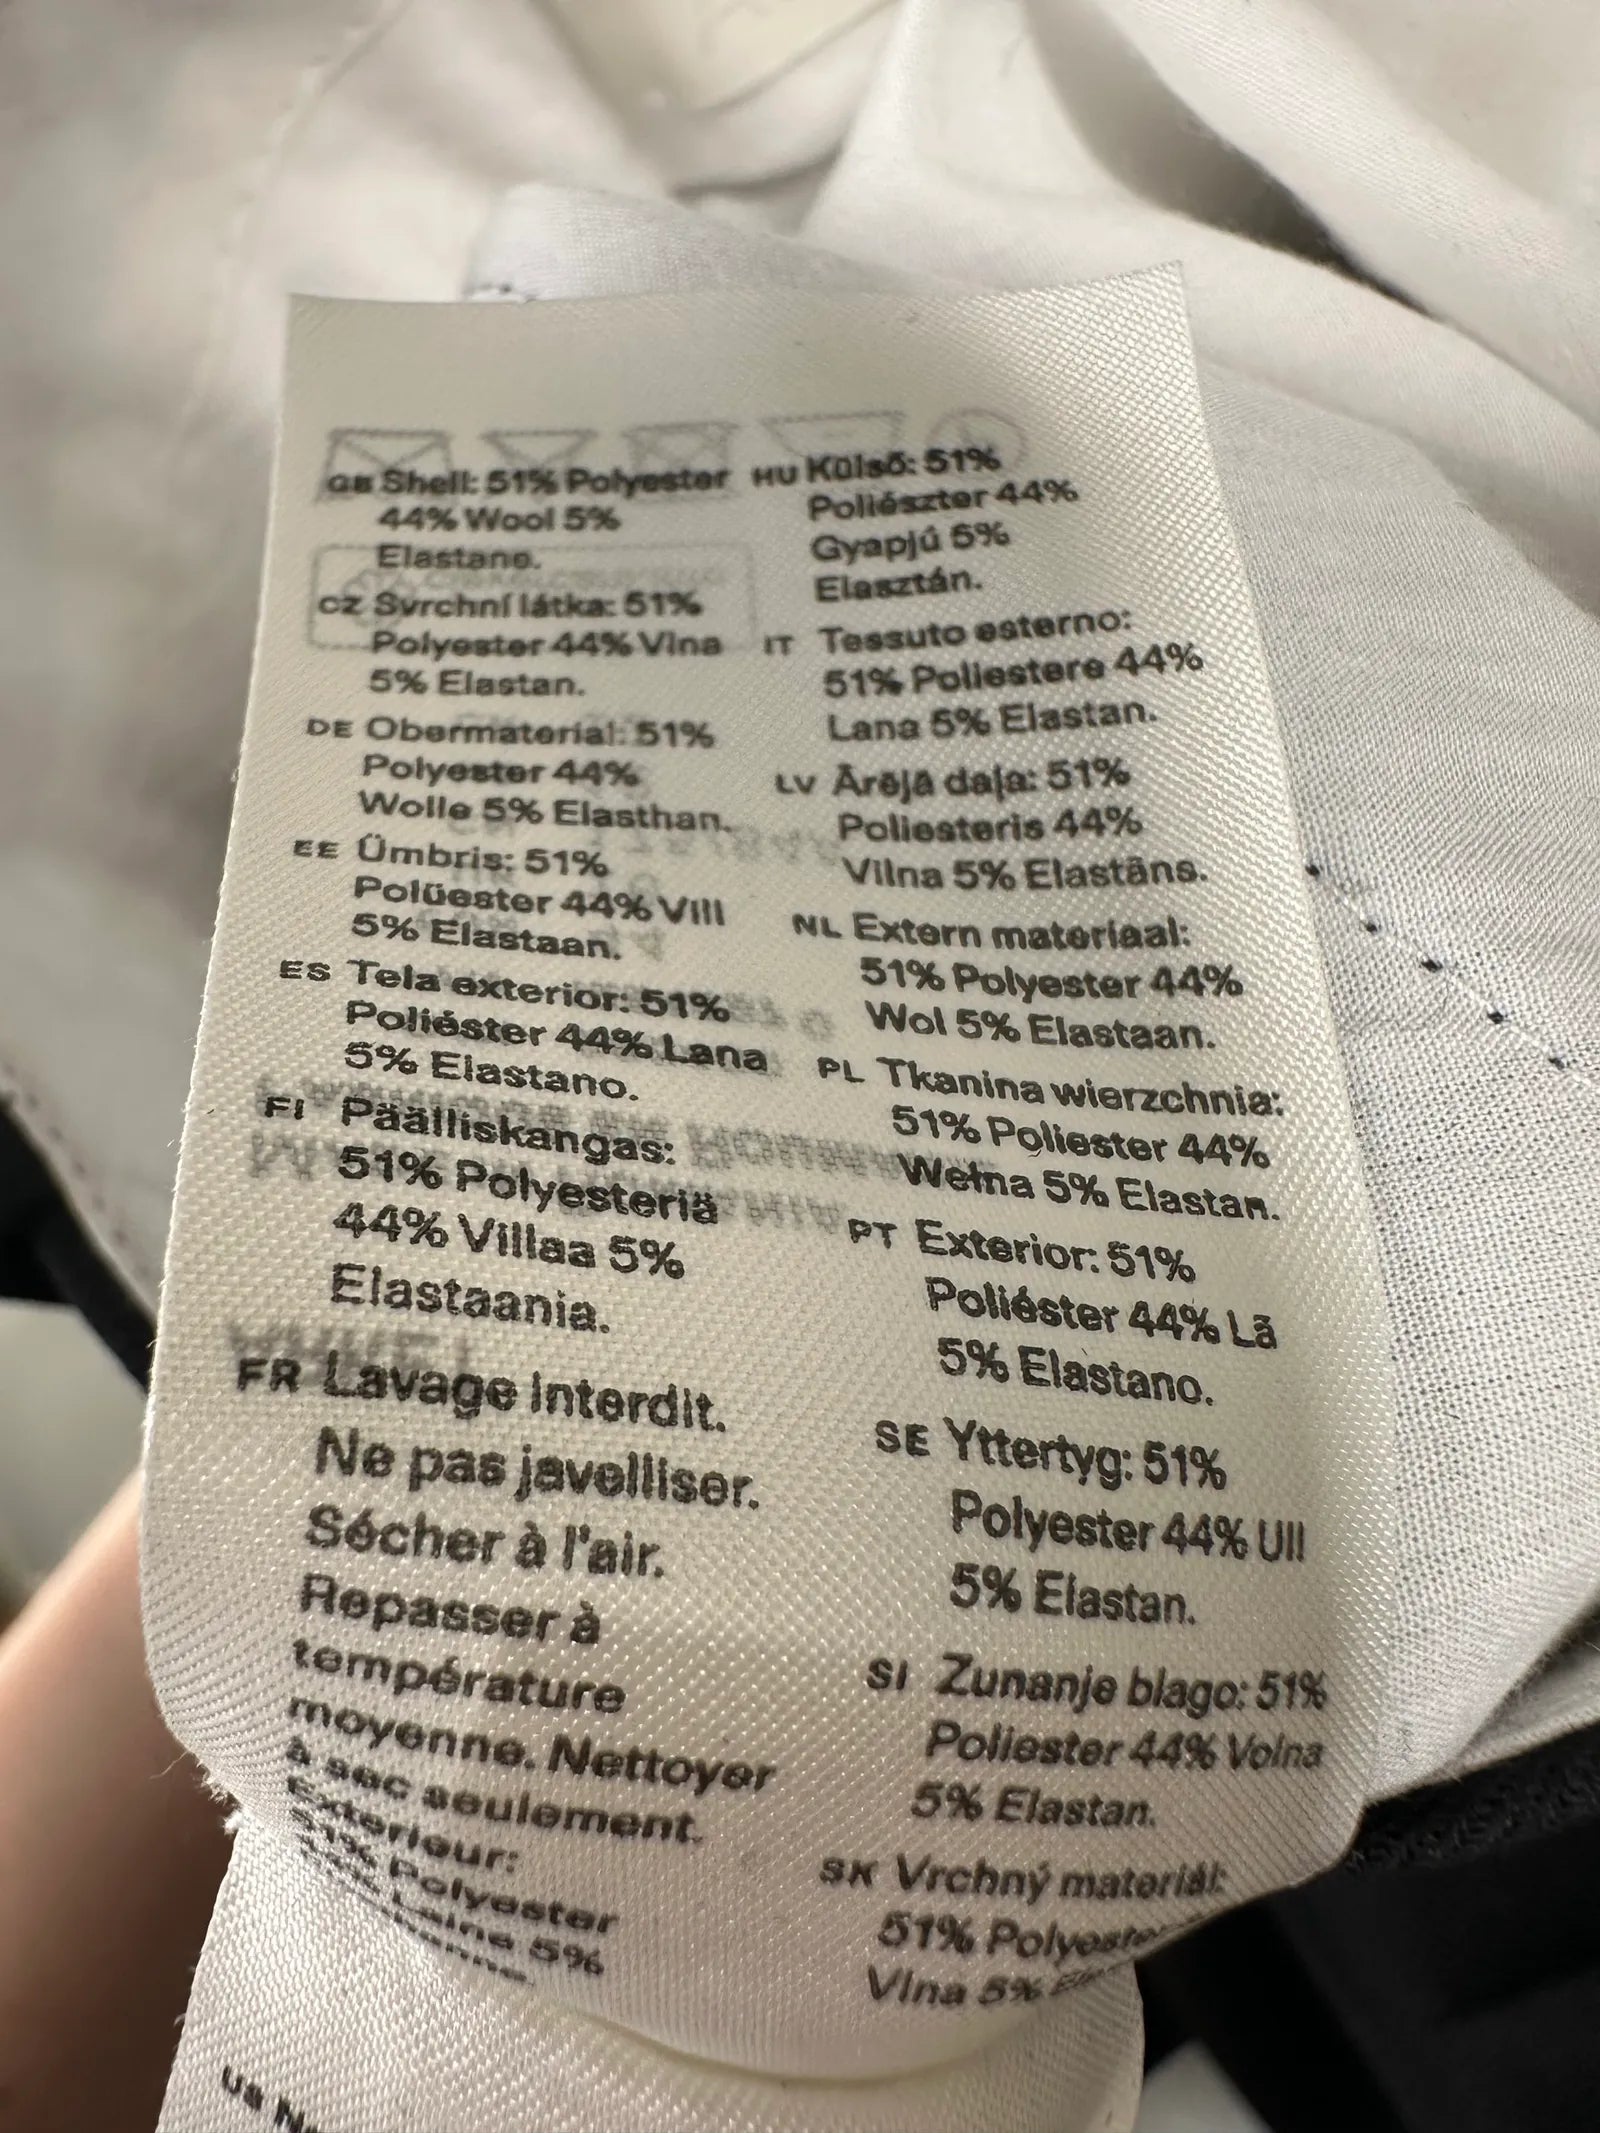 GB Shell: 51% Polyester
44% Wool 5%
Elastane.
CZ Svrchní látka: 51%
Polyester 44% Vlna
5% Elastan.
DE Obermaterial: 51%
Polyester 44%
Wolle 5% Elasthan.
EE Ümbris: 51%
Polüester 44% Vill
5% Elastaan.
ES Tela exterior: 51%
Poliéster 44% Lana
5% Elastano.
FI Päälliskangas:
51% Polyesteriä
44% Villaa 5%
Elastaania.
FR Lavage interdit.
Ne pas javelliser.
Sécher à l'air.
Repasser à
température
moyenne. Nettoyer
à sec seulement.
Exterieur:
51% Polyester
Laine 5%
HU Külső: 51%
Poliészter 44%
Gyapjú 5%
Elasztán.
IT Tessuto esterno:
51% Poliestere 44%
Lana 5% Elastan.
LV Ārējā daļa: 51%
Poliesteris 44%
Vilna 5% Elastāns.
NL Extern materiaal:
51% Polyester 44%
Wol 5% Elastaan.
PL Tkanina wierzchnia:
51% Poliester 44%
Wełna 5% Elastan.
PT Exterior: 51%
Poliéster 44% Lã
5% Elastano.
SE Yttertyg: 51%
Polyester 44% Ull
5% Elastan.
SI Zunanje blago: 51%
Poliester 44% Volna
5% Elastan.
SK Vrchný materiál:
51% Polyester
Vlna 5%
US